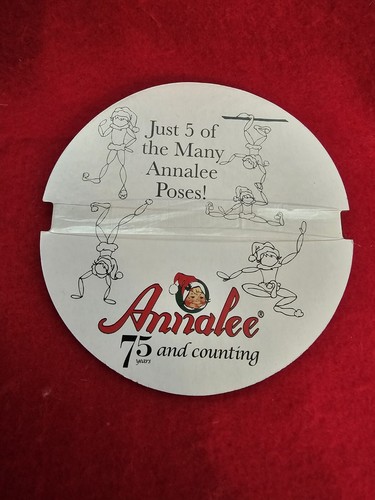 Just 5 of
the Many
Annalee
Poses!
Annalee®
75 years and counting